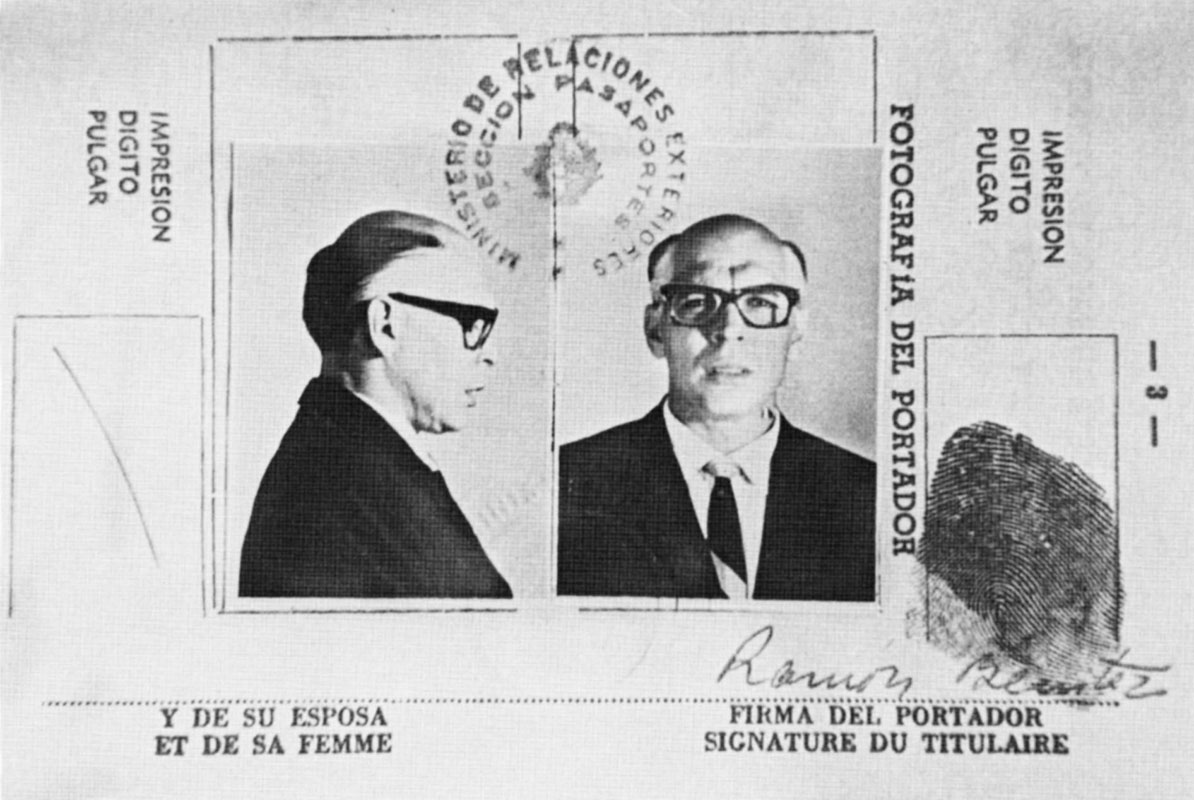 MINISTERIO DE RELACIONES EXTERIORES
SECCION PASAPORTES
IMPRESION
DIGITO
PULGAR
FOTOGRAFÍA DEL PORTADOR
IMPRESION
DIGITO
PULGAR
— 3 —
Ramón Benítez
Y DE SU ESPOSA
ET DE SA FEMME
FIRMA DEL PORTADOR
SIGNATURE DU TITULAIRE